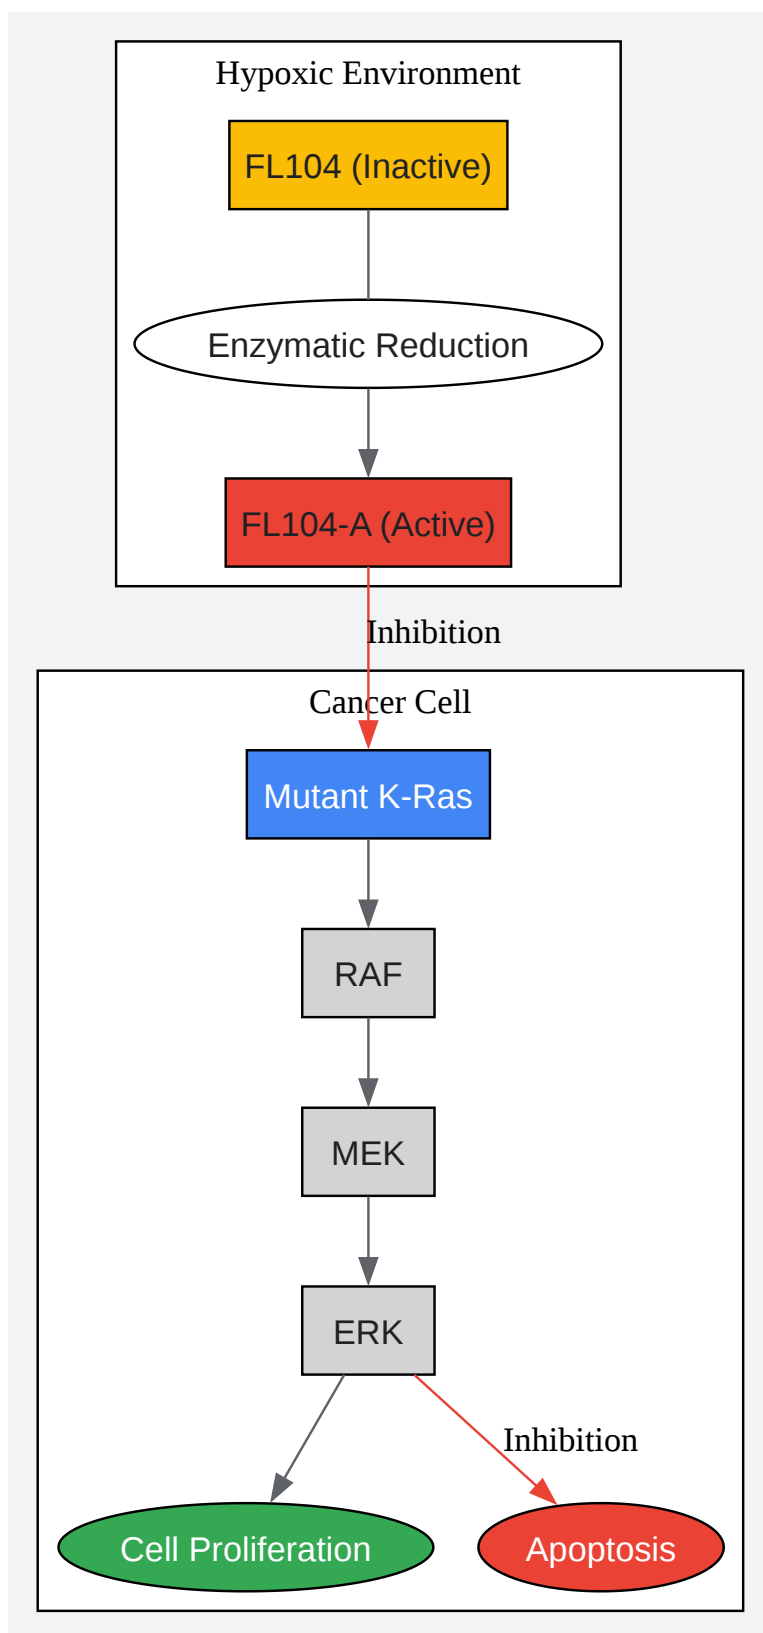 Hypoxic Environment
FL104 (Inactive)
Enzymatic Reduction
FL104-A (Active)
Inhibition
Cancer Cell
Mutant K-Ras
RAF
MEK
ERK
Inhibition
Cell Proliferation
Apoptosis